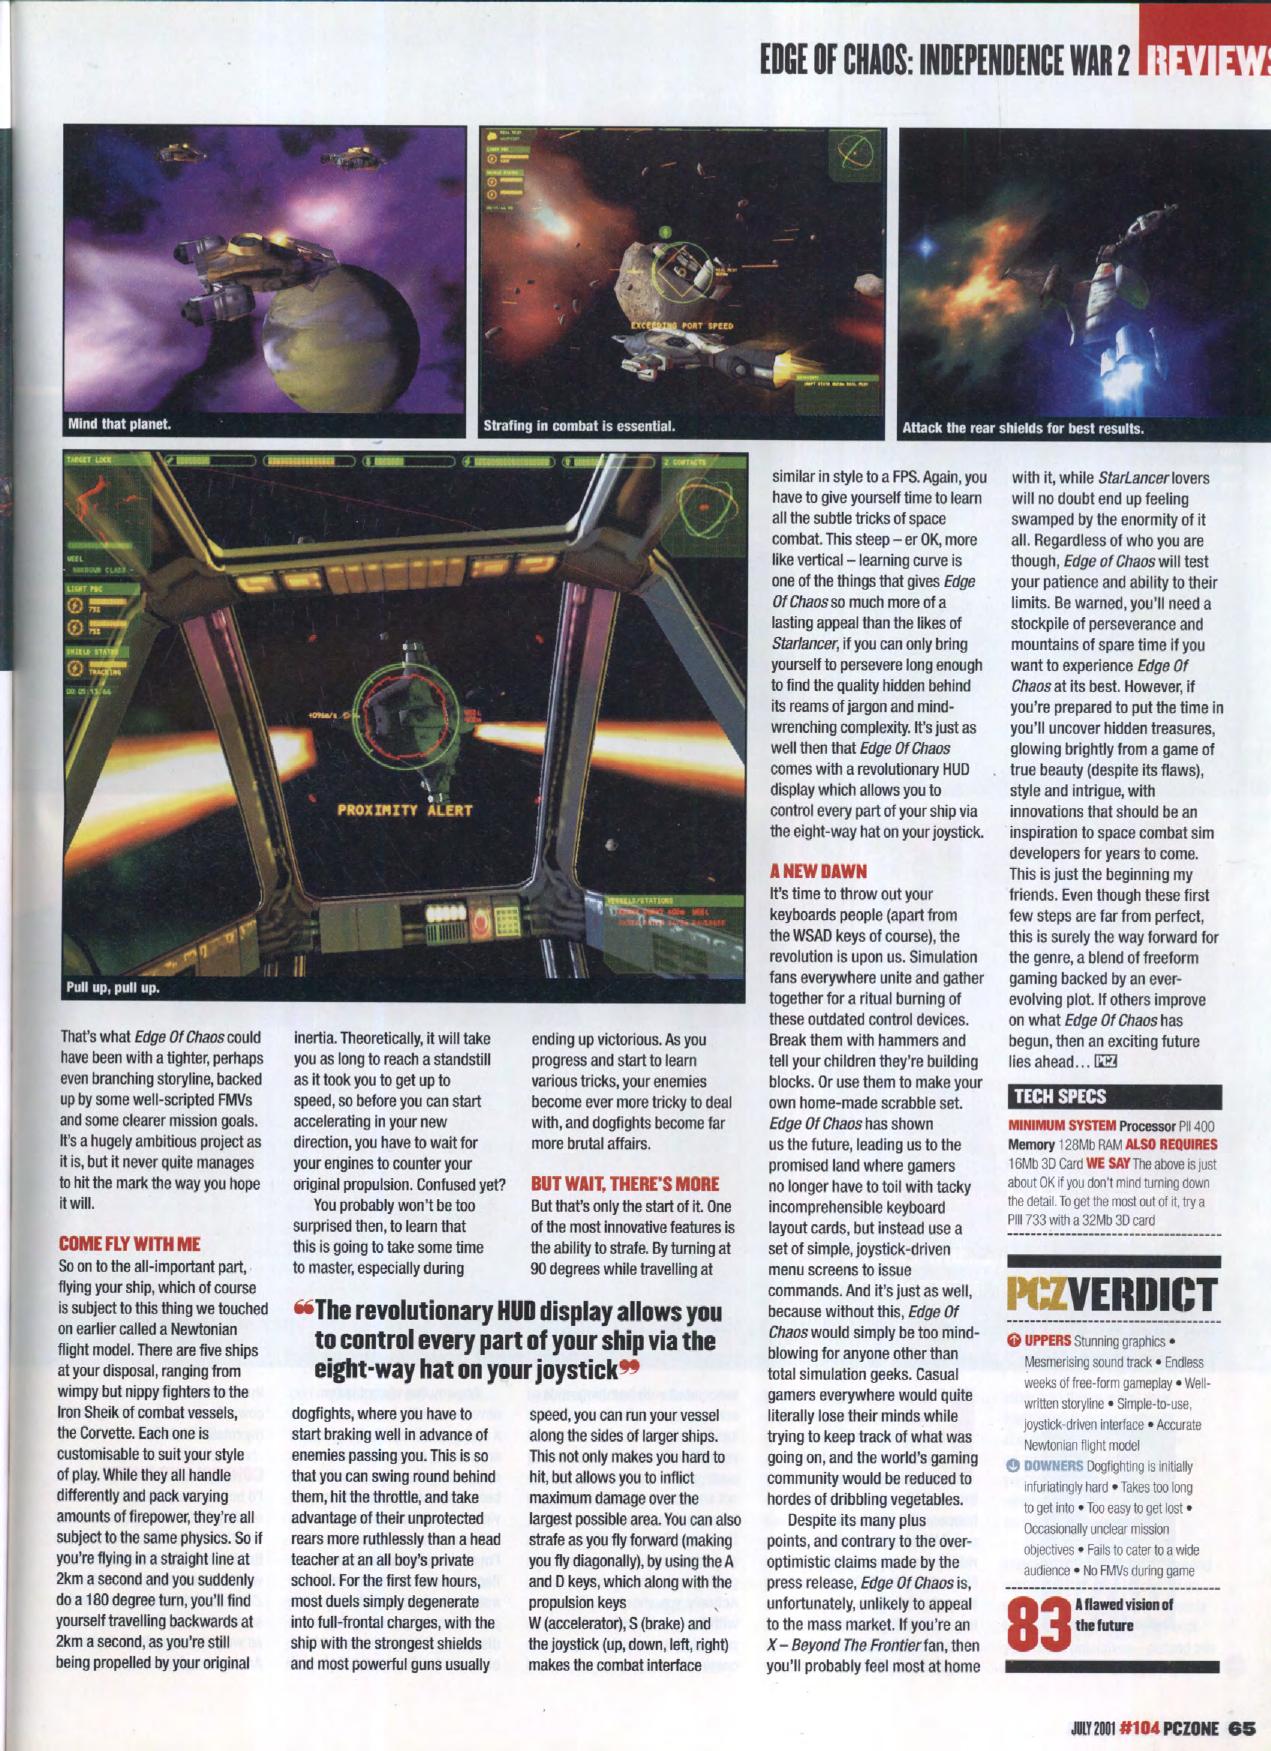 EDGE OF CHAOS: INDEPENDENCE WAR 2
REVIEWS
Mind that planet.
EXCEEDING PORT SPEED
Strafing in combat is essential.
Attack the rear shields for best results.
TARGET LOCK
2 CONTACTS
LIGHT PBC
75%
75%
SHIELD STATUS
TRACKING
PROXIMITY ALERT
VESSELS/STATIONS
Pull up, pull up.
That's what Edge Of Chaos could
have been with a tighter, perhaps
even branching storyline, backed
up by some well-scripted FMVs
and some clearer mission goals.
It's a hugely ambitious project as
it is, but it never quite manages
to hit the mark the way you hope
it will.
COME FLY WITH ME
So on to the all-important part,
flying your ship, which of course
is subject to this thing we touched
on earlier called a Newtonian
flight model. There are five ships
at your disposal, ranging from
wimpy but nippy fighters to the
Iron Sheik of combat vessels,
the Corvette. Each one is
customisable to suit your style
of play. While they all handle
differently and pack varying
amounts of firepower, they're all
subject to the same physics. So if
you're flying in a straight line at
2km a second and you suddenly
do a 180 degree turn, you'll find
yourself travelling backwards at
2km a second, as you're still
being propelled by your original
inertia. Theoretically, it will take
you as long to reach a standstill
as it took you to get up to
speed, so before you can start
accelerating in your new
direction, you have to wait for
your engines to counter your
original propulsion. Confused yet?
You probably won't be too
surprised then, to learn that
this is going to take some time
to master, especially during
“The revolutionary HUD display allows you
to control every part of your ship via the
eight-way hat on your joystick”
dogfights, where you have to
start braking well in advance of
enemies passing you. This is so
that you can swing round behind
them, hit the throttle, and take
advantage of their unprotected
rears more ruthlessly than a head
teacher at an all boy's private
school. For the first few hours,
most duels simply degenerate
into full-frontal charges, with the
ship with the strongest shields
and most powerful guns usually
ending up victorious. As you
progress and start to learn
various tricks, your enemies
become ever more tricky to deal
with, and dogfights become far
more brutal affairs.
BUT WAIT, THERE'S MORE
But that's only the start of it. One
of the most innovative features is
the ability to strafe. By turning at
90 degrees while travelling at
speed, you can run your vessel
along the sides of larger ships.
This not only makes you hard to
hit, but allows you to inflict
maximum damage over the
largest possible area. You can also
strafe as you fly forward (making
you fly diagonally), by using the A
and D keys, which along with the
propulsion keys
W (accelerator), S (brake) and
the joystick (up, down, left, right)
makes the combat interface
similar in style to a FPS. Again, you
have to give yourself time to learn
all the subtle tricks of space
combat. This steep – er OK, more
like vertical – learning curve is
one of the things that gives Edge
Of Chaos so much more of a
lasting appeal than the likes of
Starlancer, if you can only bring
yourself to persevere long enough
to find the quality hidden behind
its reams of jargon and mind-
wrenching complexity. It's just as
well then that Edge Of Chaos
comes with a revolutionary HUD
display which allows you to
control every part of your ship via
the eight-way hat on your joystick.
A NEW DAWN
It's time to throw out your
keyboards people (apart from
the WSAD keys of course), the
revolution is upon us. Simulation
fans everywhere unite and gather
together for a ritual burning of
these outdated control devices.
Break them with hammers and
tell your children they're building
blocks. Or use them to make your
own home-made scrabble set.
Edge Of Chaos has shown
us the future, leading us to the
promised land where gamers
no longer have to toil with tacky
incomprehensible keyboard
layout cards, but instead use a
set of simple, joystick-driven
menu screens to issue
commands. And it's just as well,
because without this, Edge Of
Chaos would simply be too mind-
blowing for anyone other than
total simulation geeks. Casual
gamers everywhere would quite
literally lose their minds while
trying to keep track of what was
going on, and the world's gaming
community would be reduced to
hordes of dribbling vegetables.
Despite its many plus
points, and contrary to the over-
optimistic claims made by the
press release, Edge Of Chaos is,
unfortunately, unlikely to appeal
to the mass market. If you're an
X – Beyond The Frontier fan, then
you'll probably feel most at home
with it, while StarLancer lovers
will no doubt end up feeling
swamped by the enormity of it
all. Regardless of who you are
though, Edge of Chaos will test
your patience and ability to their
limits. Be warned, you'll need a
stockpile of perseverance and
mountains of spare time if you
want to experience Edge Of
Chaos at its best. However, if
you're prepared to put the time in
you'll uncover hidden treasures,
glowing brightly from a game of
true beauty (despite its flaws),
style and intrigue, with
innovations that should be an
inspiration to space combat sim
developers for years to come.
This is just the beginning my
friends. Even though these first
few steps are far from perfect,
this is surely the way forward for
the genre, a blend of freeform
gaming backed by an ever-
evolving plot. If others improve
on what Edge Of Chaos has
begun, then an exciting future
lies ahead... PCZ
TECH SPECS
MINIMUM SYSTEM Processor PII 400
Memory 128Mb RAM ALSO REQUIRES
16Mb 3D Card WE SAY The above is just
about OK if you don't mind turning down
the detail. To get the most out of it, try a
PIII 733 with a 32Mb 3D card
PCZVERDICT
UPPERS Stunning graphics •
Mesmerising sound track • Endless
weeks of free-form gameplay • Well-
written storyline • Simple-to-use,
joystick-driven interface • Accurate
Newtonian flight model
DOWNERS Dogfighting is initially
infuriatingly hard • Takes too long
to get into • Too easy to get lost •
Occasionally unclear mission
objectives • Fails to cater to a wide
audience • No FMVs during game
83 A flawed vision of
the future
JULY 2001 #104 PCZONE 65